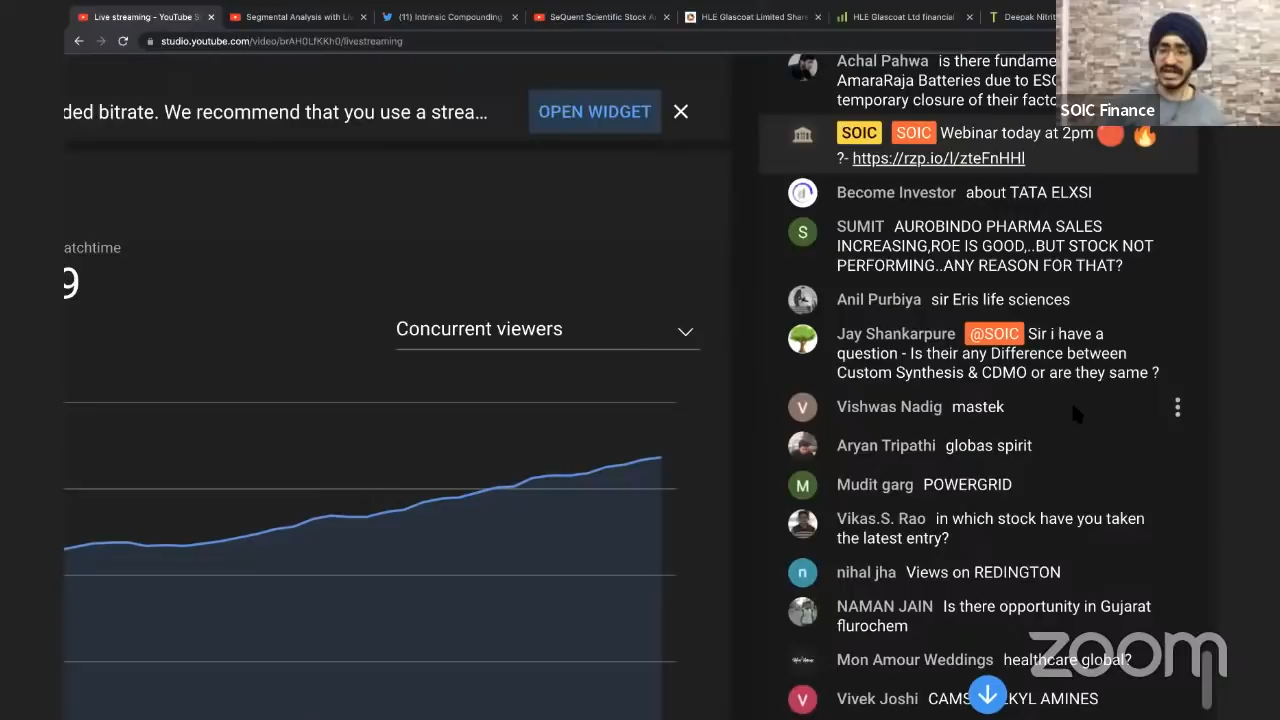 Live streaming - YouTube S
Segmental Analysis with Li
(11) Intrinsic Compounding
SeQuent Scientific Stock A
HLE Glascoat Limited Share
HLE Glascoat Ltd financial
Deepak Nitrit
studio.youtube.com/video/brAH0LfKKh0/livestreaming
ded bitrate. We recommend that you use a strea...
OPEN WIDGET
atchtime
9
Concurrent viewers
Achal Pahwa is there fundame
AmaraRaja Batteries due to ESG
temporary closure of their facto
SOIC Finance
SOIC SOIC Webinar today at 2pm
?- https://rzp.io/l/zteFnHHl
Become Investor about TATA ELXSI
S SUMIT AUROBINDO PHARMA SALES
INCREASING,ROE IS GOOD,..BUT STOCK NOT
PERFORMING..ANY REASON FOR THAT?
Anil Purbiya sir Eris life sciences
Jay Shankarpure @SOIC Sir i have a
question - Is their any Difference between
Custom Synthesis & CDMO or are they same ?
V Vishwas Nadig mastek
Aryan Tripathi globas spirit
M Mudit garg POWERGRID
Vikas.S. Rao in which stock have you taken
the latest entry?
n nihal jha Views on REDINGTON
NAMAN JAIN Is there opportunity in Gujarat
flurochem
Mon Amour Weddings healthcare global?
V Vivek Joshi CAMS KYL AMINES
zoom